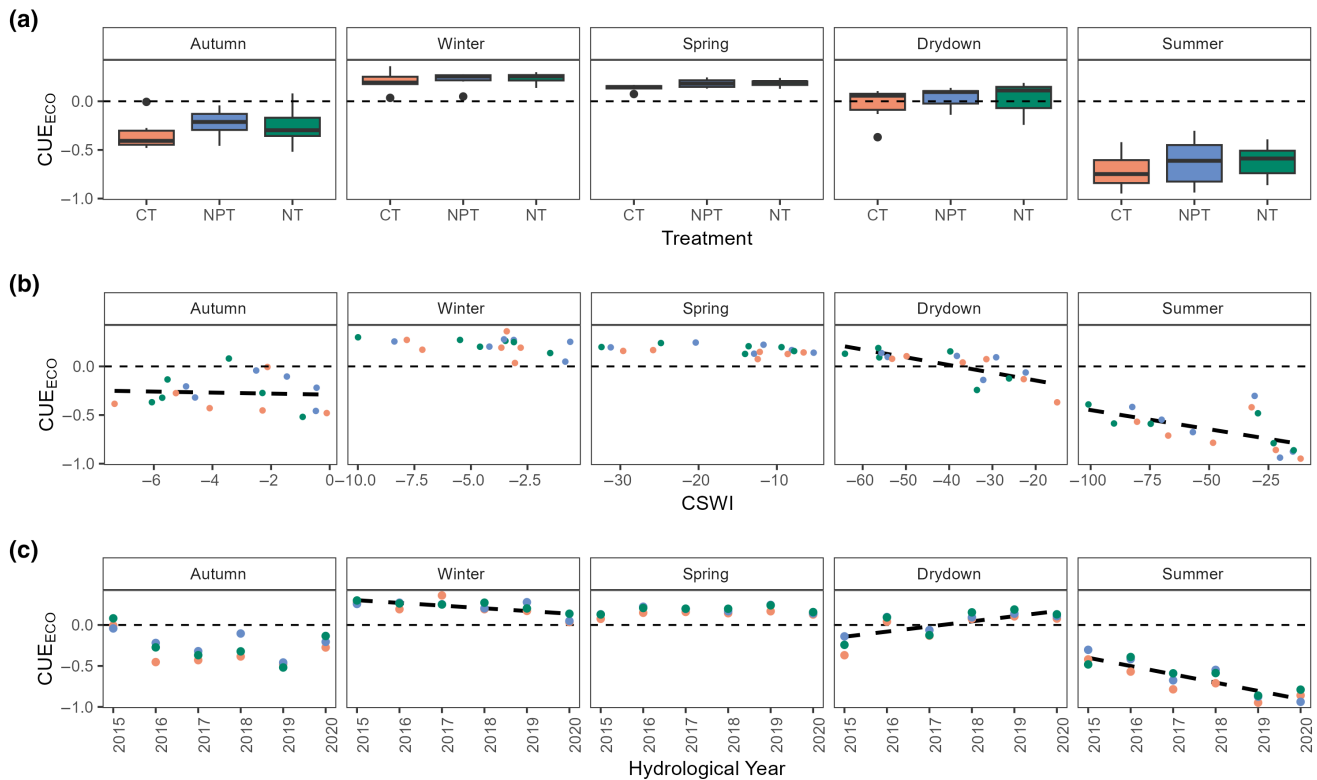 (a)
Autumn Winter Spring Drydown Summer
CUE_ECO
0.0
−0.5
−1.0
CT NPT NT CT NPT NT CT NPT NT CT NPT NT CT NPT NT
Treatment
(b)
Autumn Winter Spring Drydown Summer
CUE_ECO
0.0
−0.5
−1.0
−6 −4 −2 0 −10.0 −7.5 −5.0 −2.5 −30 −20 −10 −60 −50 −40 −30 −20 −100 −75 −50 −25
CSWI
(c)
Autumn Winter Spring Drydown Summer
CUE_ECO
0.0
−0.5
−1.0
2015 2016 2017 2018 2019 2020 2015 2016 2017 2018 2019 2020 2015 2016 2017 2018 2019 2020 2015 2016 2017 2018 2019 2020 2015 2016 2017 2018 2019 2020
Hydrological Year